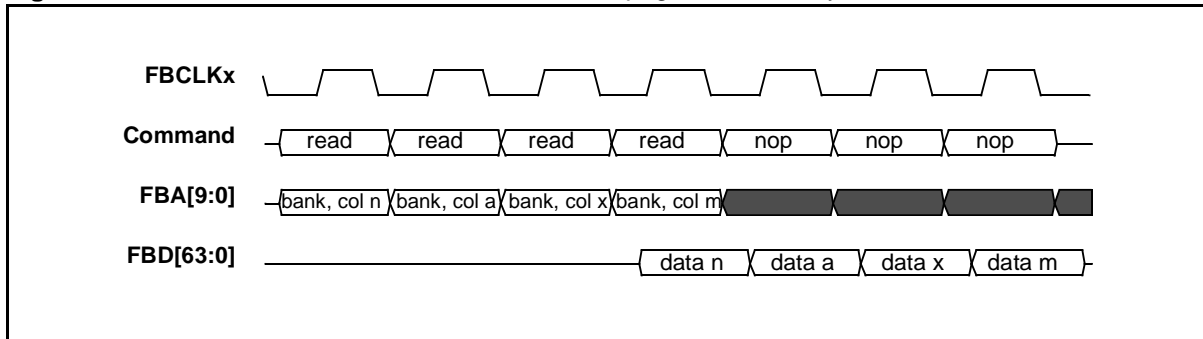 FBCLKx
Command read read read read nop nop nop
FBA[9:0] bank, col n bank, col a bank, col x bank, col m
FBD[63:0] data n data a data x data m